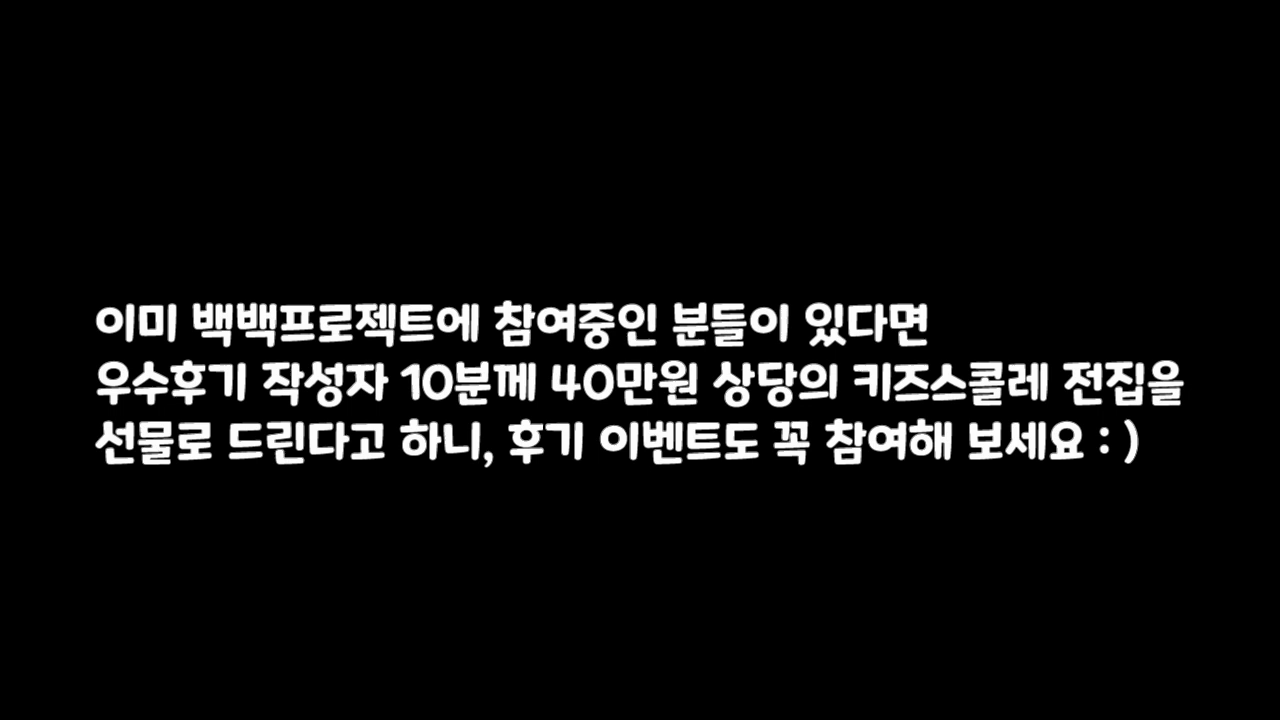 이미 백백프로젝트에 참여중인 분들이 있다면
우수후기 작성자 10분께 40만원 상당의 키즈스콜레 전집을
선물로 드린다고 하니, 후기 이벤트도 꼭 참여해 보세요 : )